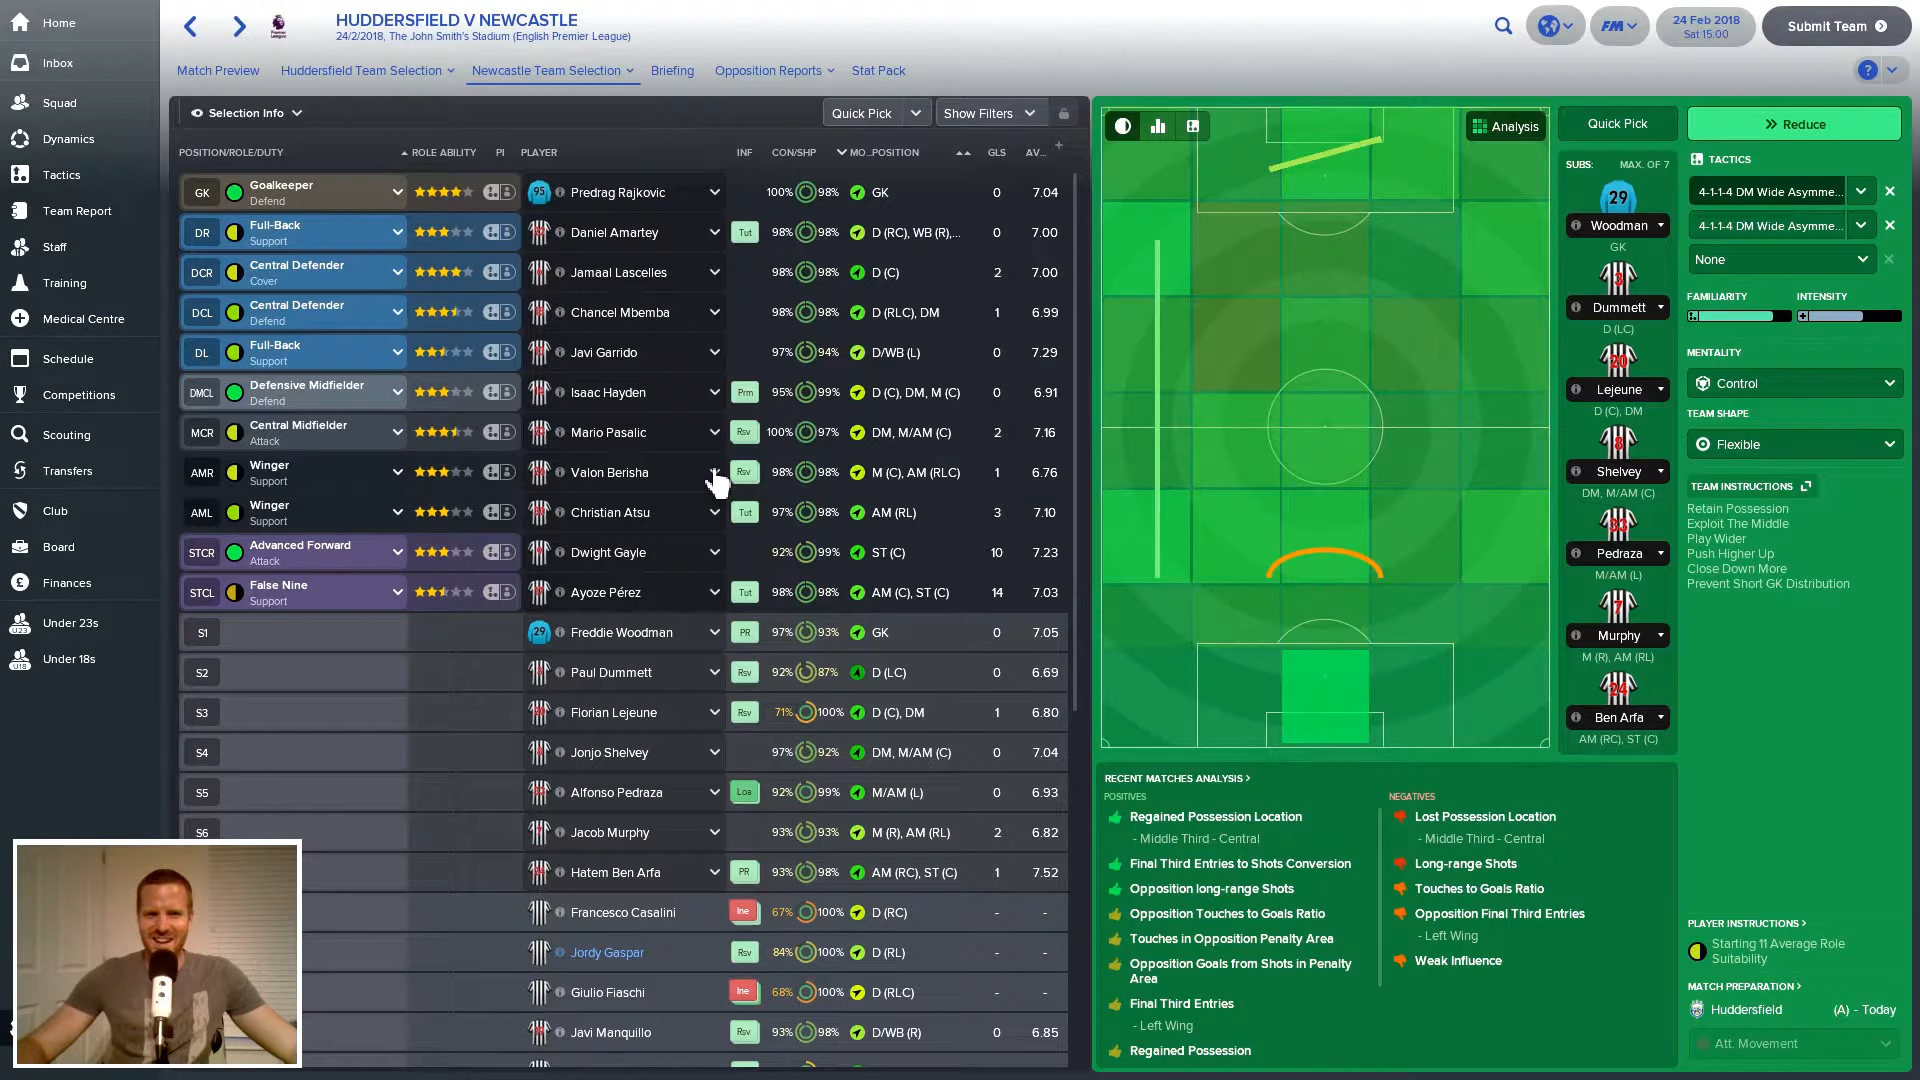 Home
Inbox
Squad
Dynamics
Tactics
Team Report
Staff
Training
Medical Centre
Schedule
Competitions
Scouting
Transfers
Club
Board
Finances
Under 23s
Under 18s
HUDDERSFIELD V NEWCASTLE
24/2/2018, The John Smith's Stadium (English Premier League)
FM
24 Feb 2018
Sat 15:00
Submit Team
Match Preview Huddersfield Team Selection Newcastle Team Selection Briefing Opposition Reports Stat Pack
Selection Info Quick Pick Show Filters
POSITION/ROLE/DUTY ROLE ABILITY PI PLAYER INF CON/SHP MO... POSITION GLS AV...
GK Goalkeeper Defend 95 Predrag Rajkovic 100% 98% GK 0 7.04
DR Full-Back Support Daniel Amartey Tut 98% 98% D (RC), WB (R),... 0 7.00
DCR Central Defender Cover Jamaal Lascelles 98% 98% D (C) 2 7.00
DCL Central Defender Defend Chancel Mbemba 98% 98% D (RLC), DM 1 6.99
DL Full-Back Support Javi Garrido 97% 94% D/WB (L) 0 7.29
DMCL Defensive Midfielder Defend Isaac Hayden Prm 95% 99% D (C), DM, M (C) 0 6.91
MCR Central Midfielder Attack Mario Pasalic Rsv 100% 97% DM, M/AM (C) 2 7.16
AMR Winger Support Valon Berisha Rsv 98% 98% M (C), AM (RLC) 1 6.76
AML Winger Support Christian Atsu Tut 97% 98% AM (RL) 3 7.10
STCR Advanced Forward Attack Dwight Gayle 92% 99% ST (C) 10 7.23
STCL False Nine Support Ayoze Pérez Tut 98% 98% AM (C), ST (C) 14 7.03
S1 29 Freddie Woodman PR 97% 93% GK 0 7.05
S2 Paul Dummett Rsv 92% 87% D (LC) 0 6.69
S3 Florian Lejeune Rsv 71% 100% D (C), DM 1 6.80
S4 Jonjo Shelvey 97% 92% DM, M/AM (C) 0 7.04
S5 Alfonso Pedraza Loa 92% 99% M/AM (L) 0 6.93
S6 Jacob Murphy 93% 93% M (R), AM (RL) 2 6.82
Hatem Ben Arfa PR 93% 98% AM (RC), ST (C) 1 7.52
Francesco Casalini Ine 67% 100% D (RC) - -
Jordy Gaspar Rsv 84% 100% D (RL) - -
Giulio Fiaschi Ine 68% 100% D (RLC) - -
Javi Manquillo Rsv 93% 98% D/WB (R) 0 6.85
Analysis
RECENT MATCHES ANALYSIS >
POSITIVES
Regained Possession Location
- Middle Third - Central
Final Third Entries to Shots Conversion
Opposition long-range Shots
Opposition Touches to Goals Ratio
Touches in Opposition Penalty Area
Opposition Goals from Shots in Penalty
Area
Final Third Entries
- Left Wing
Regained Possession
NEGATIVES
Lost Possession Location
- Middle Third - Central
Long-range Shots
Touches to Goals Ratio
Opposition Final Third Entries
- Left Wing
Weak Influence
Quick Pick
SUBS: MAX. OF 7
29
Woodman
GK
3
Dummett
D (LC)
20
Lejeune
D (C), DM
8
Shelvey
DM, M/AM (C)
33
Pedraza
M/AM (L)
7
Murphy
M (R), AM (RL)
24
Ben Arfa
AM (RC), ST (C)
Reduce
TACTICS
4-1-1-4 DM Wide Asymme...
4-1-1-4 DM Wide Asymme...
None
FAMILIARITY INTENSITY
MENTALITY
Control
TEAM SHAPE
Flexible
TEAM INSTRUCTIONS
Retain Possession
Exploit The Middle
Play Wider
Push Higher Up
Close Down More
Prevent Short GK Distribution
PLAYER INSTRUCTIONS >
Starting 11 Average Role
Suitability
MATCH PREPARATION >
Huddersfield (A) - Today
Att. Movement